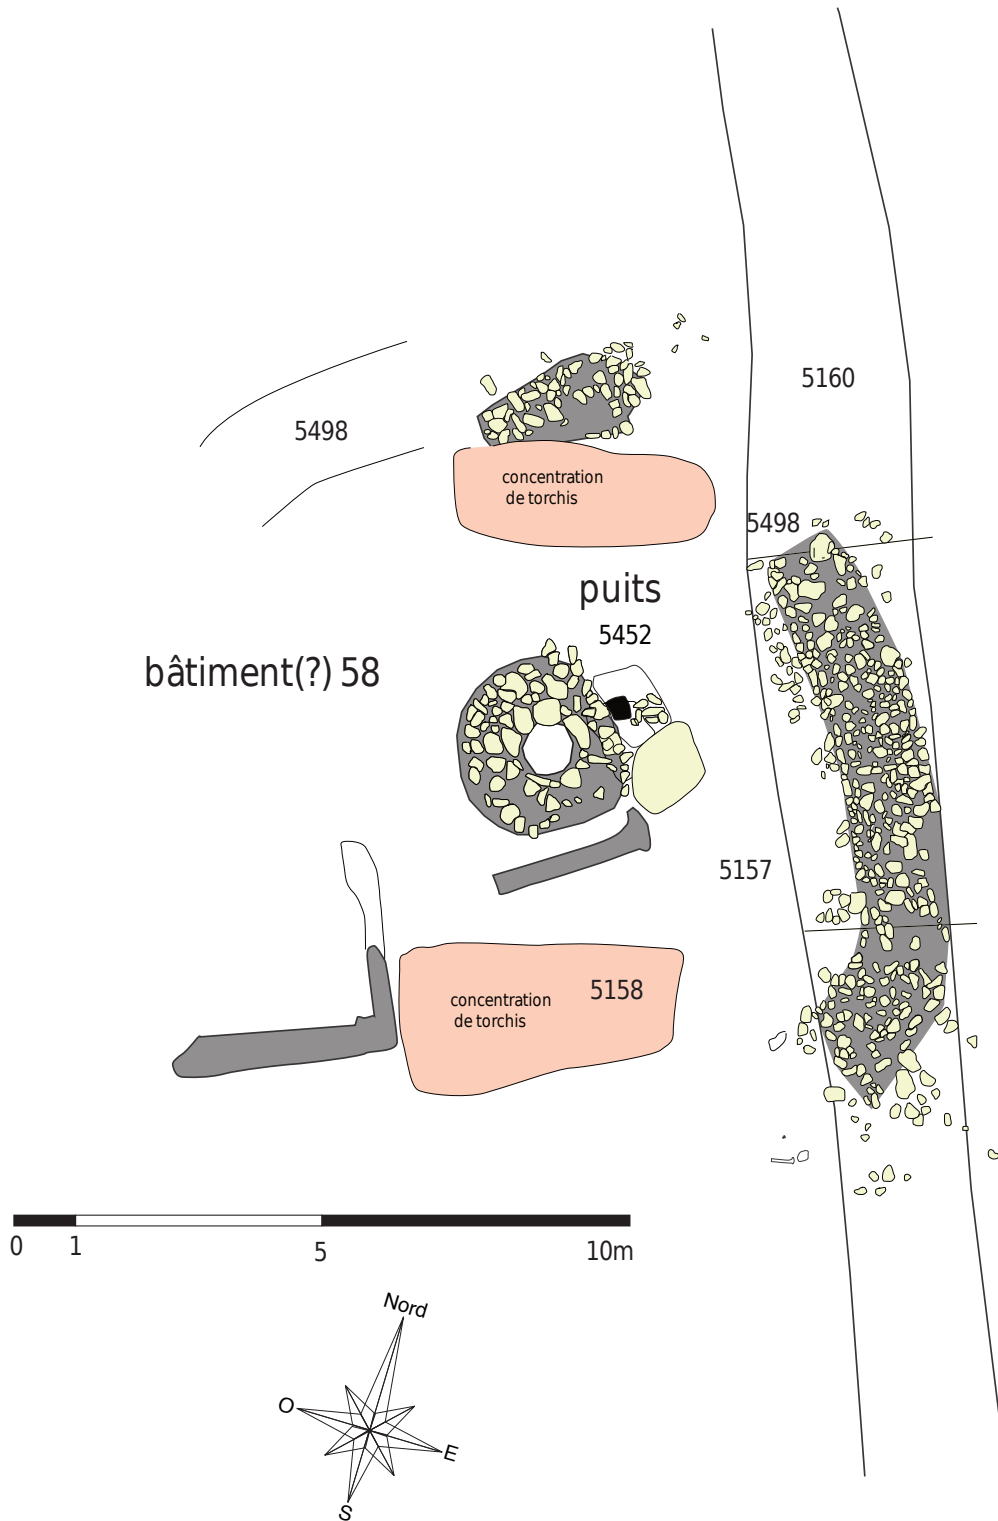 5160
5498
concentration
de torchis
5498
puits
5452
bâtiment(?) 58
5157
5158
concentration
de torchis
0 1 5 10m
Nord
O
E
S